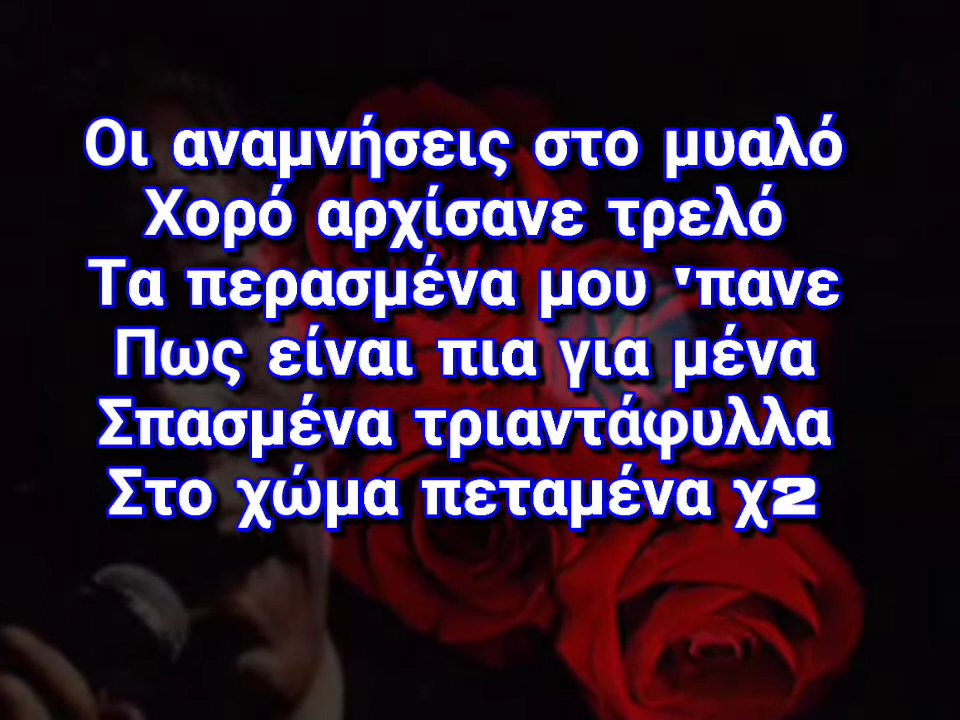 Οι αναμνήσεις στο μυαλό
Χορό αρχίσανε τρελό
Τα περασμένα μου 'πανε
Πως είναι πια για μένα
Σπασμένα τριαντάφυλλα
Στο χώμα πεταμένα χ2